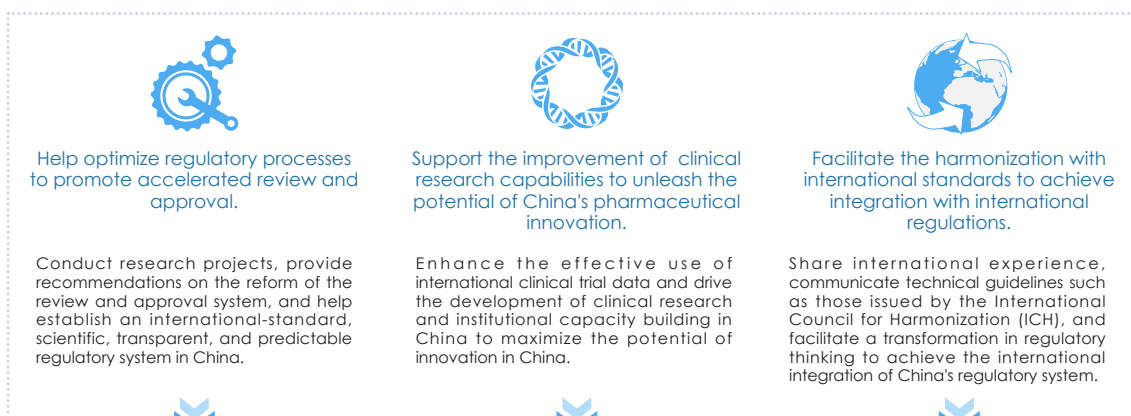 Help optimize regulatory processes
to promote accelerated review and
approval.
Conduct research projects, provide
recommendations on the reform of the
review and approval system, and help
establish an international-standard,
scientific, transparent, and predictable
regulatory system in China.
Support the improvement of  clinical
research capabilities to unleash the
potential of China's pharmaceutical
innovation.
Enhance the effective use of
international clinical trial data and drive
the development of clinical research
and institutional capacity building in
China to maximize the potential of
innovation in China.
Facilitate the harmonization with
international standards to achieve
integration with international
regulations.
Share international experience,
communicate technical guidelines such
as those issued by the International
Council for Harmonization (ICH), and
facilitate a transformation in regulatory
thinking to achieve the international
integration of China's regulatory system.